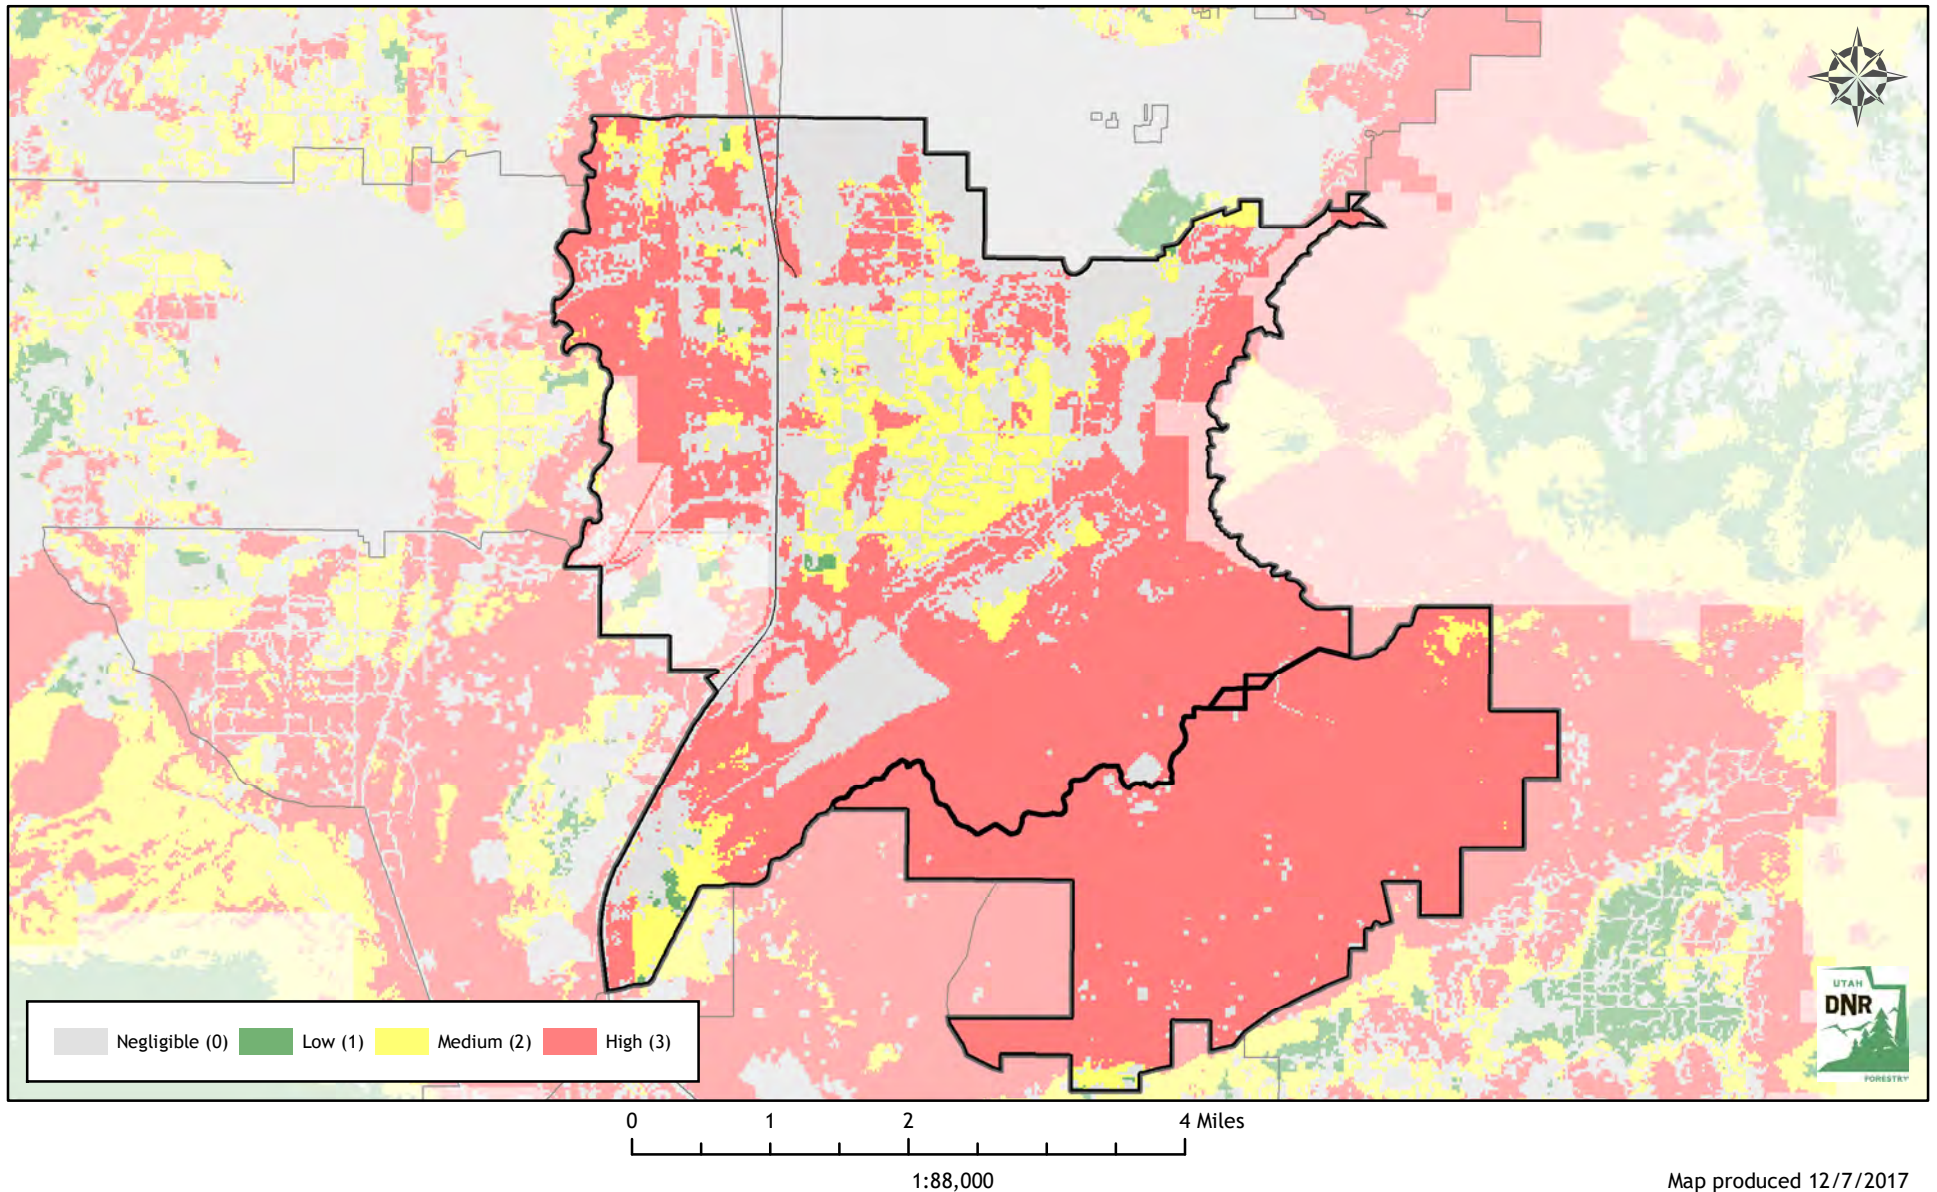 UTAH
DNR
FORESTRY
Negligible (0) Low (1) Medium (2) High (3)
0 1 2 4 Miles
1:88,000
Map produced 12/7/2017